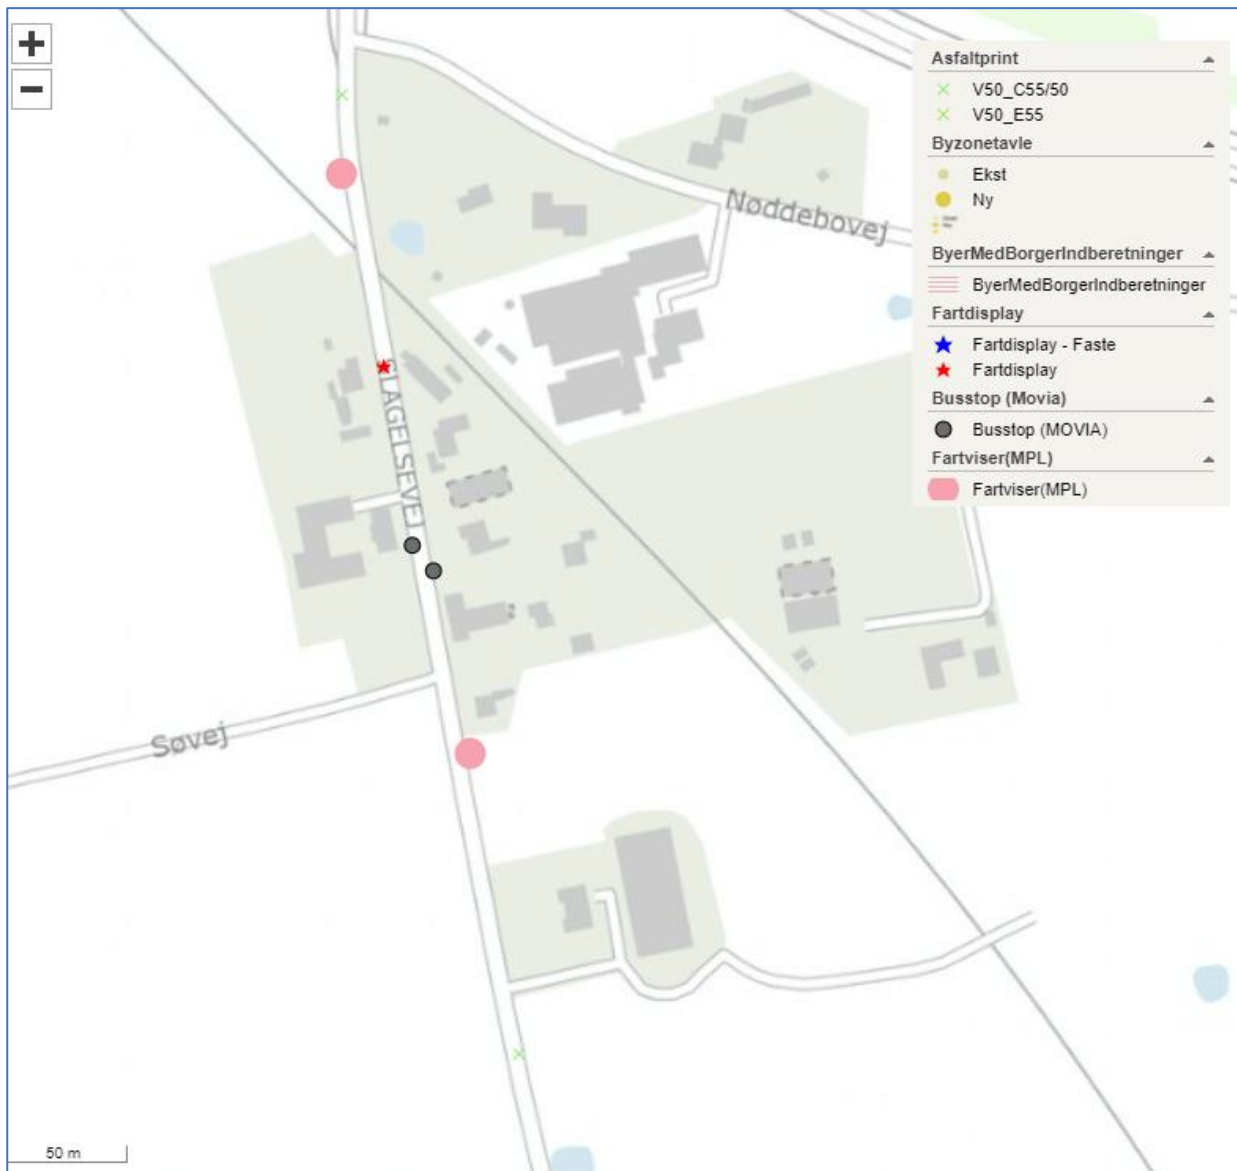 +
−
Asfaltprint
V50_C55/50
V50_E55
Byzonetavle
Ekst
Ny
ByerMedBorgerIndberetninger
ByerMedBorgerIndberetninger
Fartdisplay
Fartdisplay - Faste
Fartdisplay
Busstop (Movia)
Busstop (MOVIA)
Fartviser(MPL)
Fartviser(MPL)
Nøddebovej
SLAGELSEVEJ
Søvej
50 m